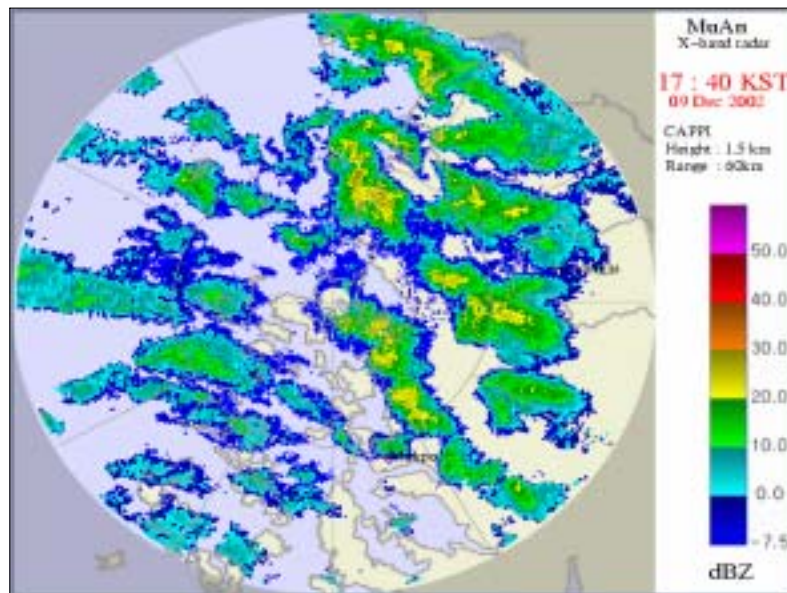 MuAn
X-band radar
17 : 40 KST
09 Dec 2002
CAPPI
Height : 1.5 km
Range : 60km
50.0
40.0
30.0
20.0
10.0
0.0
-7.5
dBZ